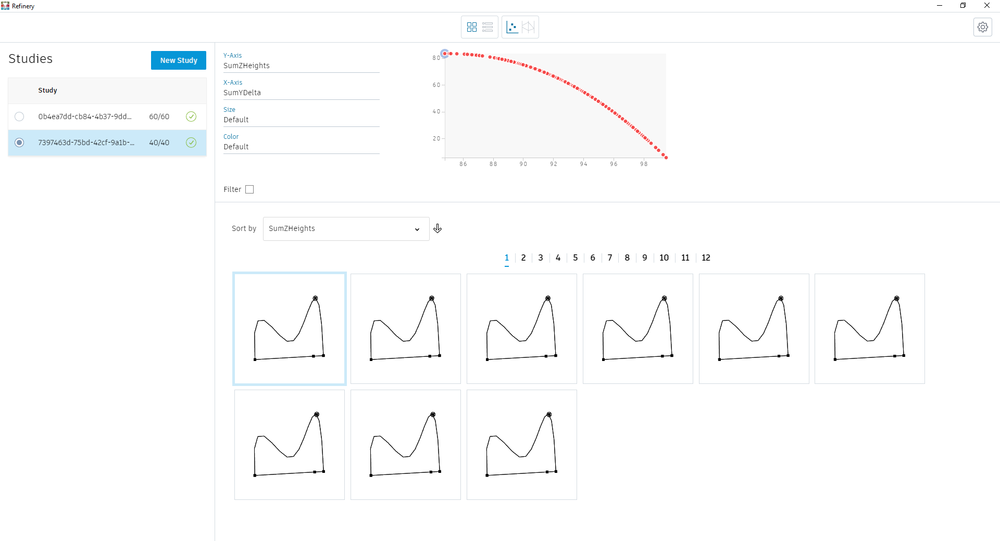 Refinery
Studies
New Study
Study
0b4ea7dd-cb84-4b37-9dd... 60/60
7397463d-75bd-42cf-9a1b-... 40/40
Y-Axis
SumZHeights
X-Axis
SumYDelta
Size
Default
Color
Default
80
60
40
20
86 88 90 92 94 96 98
Filter
Sort by SumZHeights
1 2 3 4 5 6 7 8 9 10 11 12